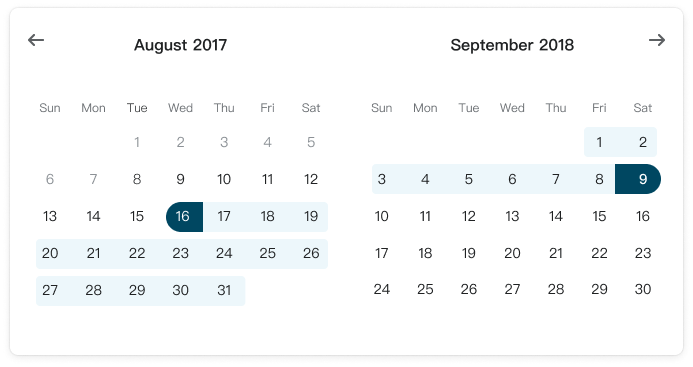 August 2017
Sun Mon Tue Wed Thu Fri Sat
1 2 3 4 5
6 7 8 9 10 11 12
13 14 15 16 17 18 19
20 21 22 23 24 25 26
27 28 29 30 31
September 2018
Sun Mon Tue Wed Thu Fri Sat
1 2
3 4 5 6 7 8 9
10 11 12 13 14 15 16
17 18 19 20 21 22 23
24 25 26 27 28 29 30